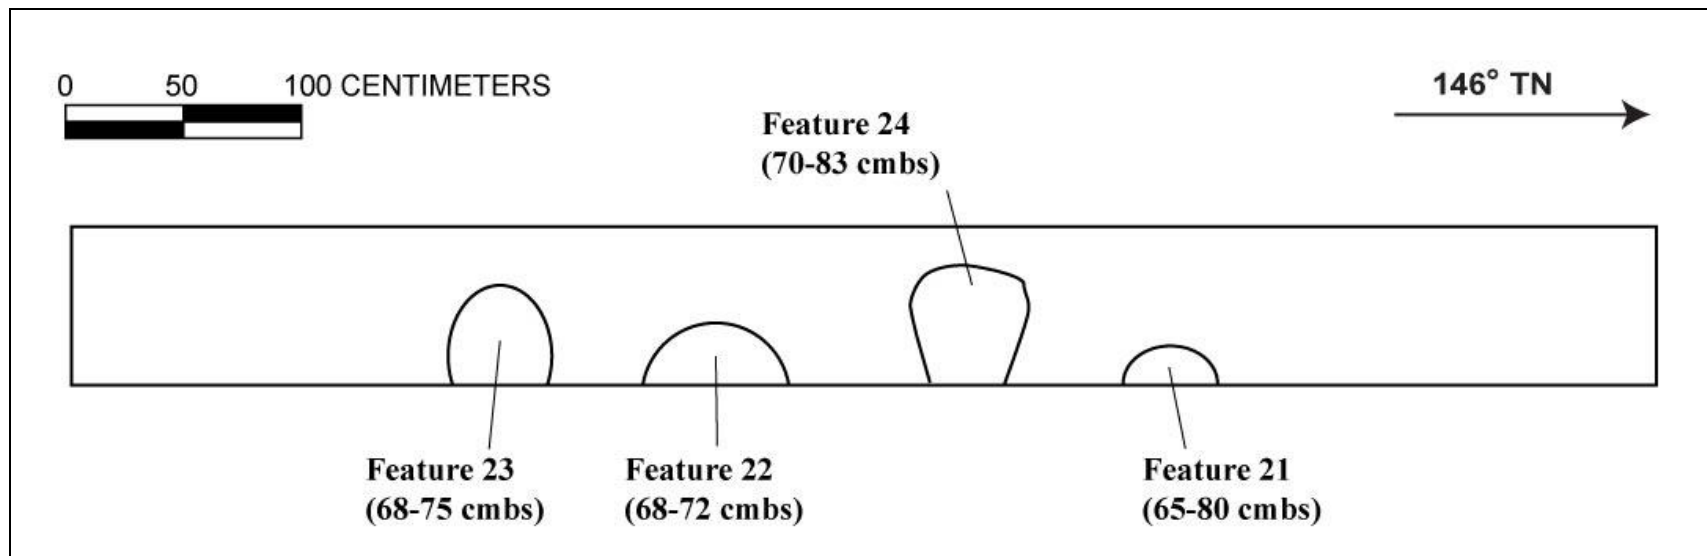 0 50 100 CENTIMETERS
146° TN
Feature 24
(70-83 cmbs)
Feature 23
(68-75 cmbs)
Feature 22
(68-72 cmbs)
Feature 21
(65-80 cmbs)